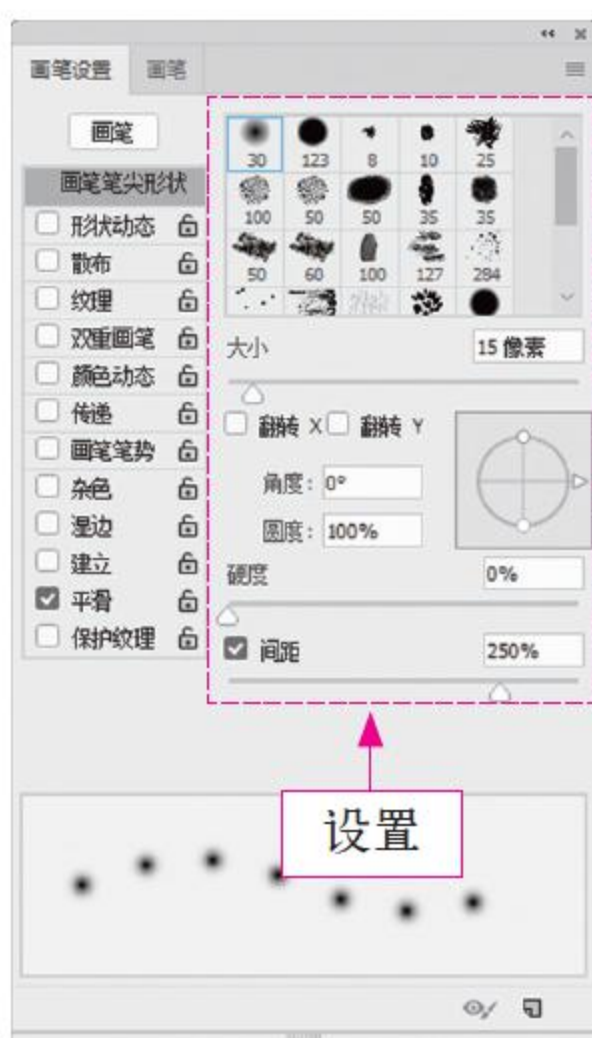 画笔设置 画笔
画笔
画笔笔尖形状
形状动态
散布
纹理
双重画笔
颜色动态
传递
画笔笔势
杂色
湿边
建立
平滑
保护纹理
30 123 8 10 25
100 50 50 35 35
50 60 100 127 284
大小 15 像素
翻转 X 翻转 Y
角度: 0°
圆度: 100%
硬度 0%
间距 250%
设置